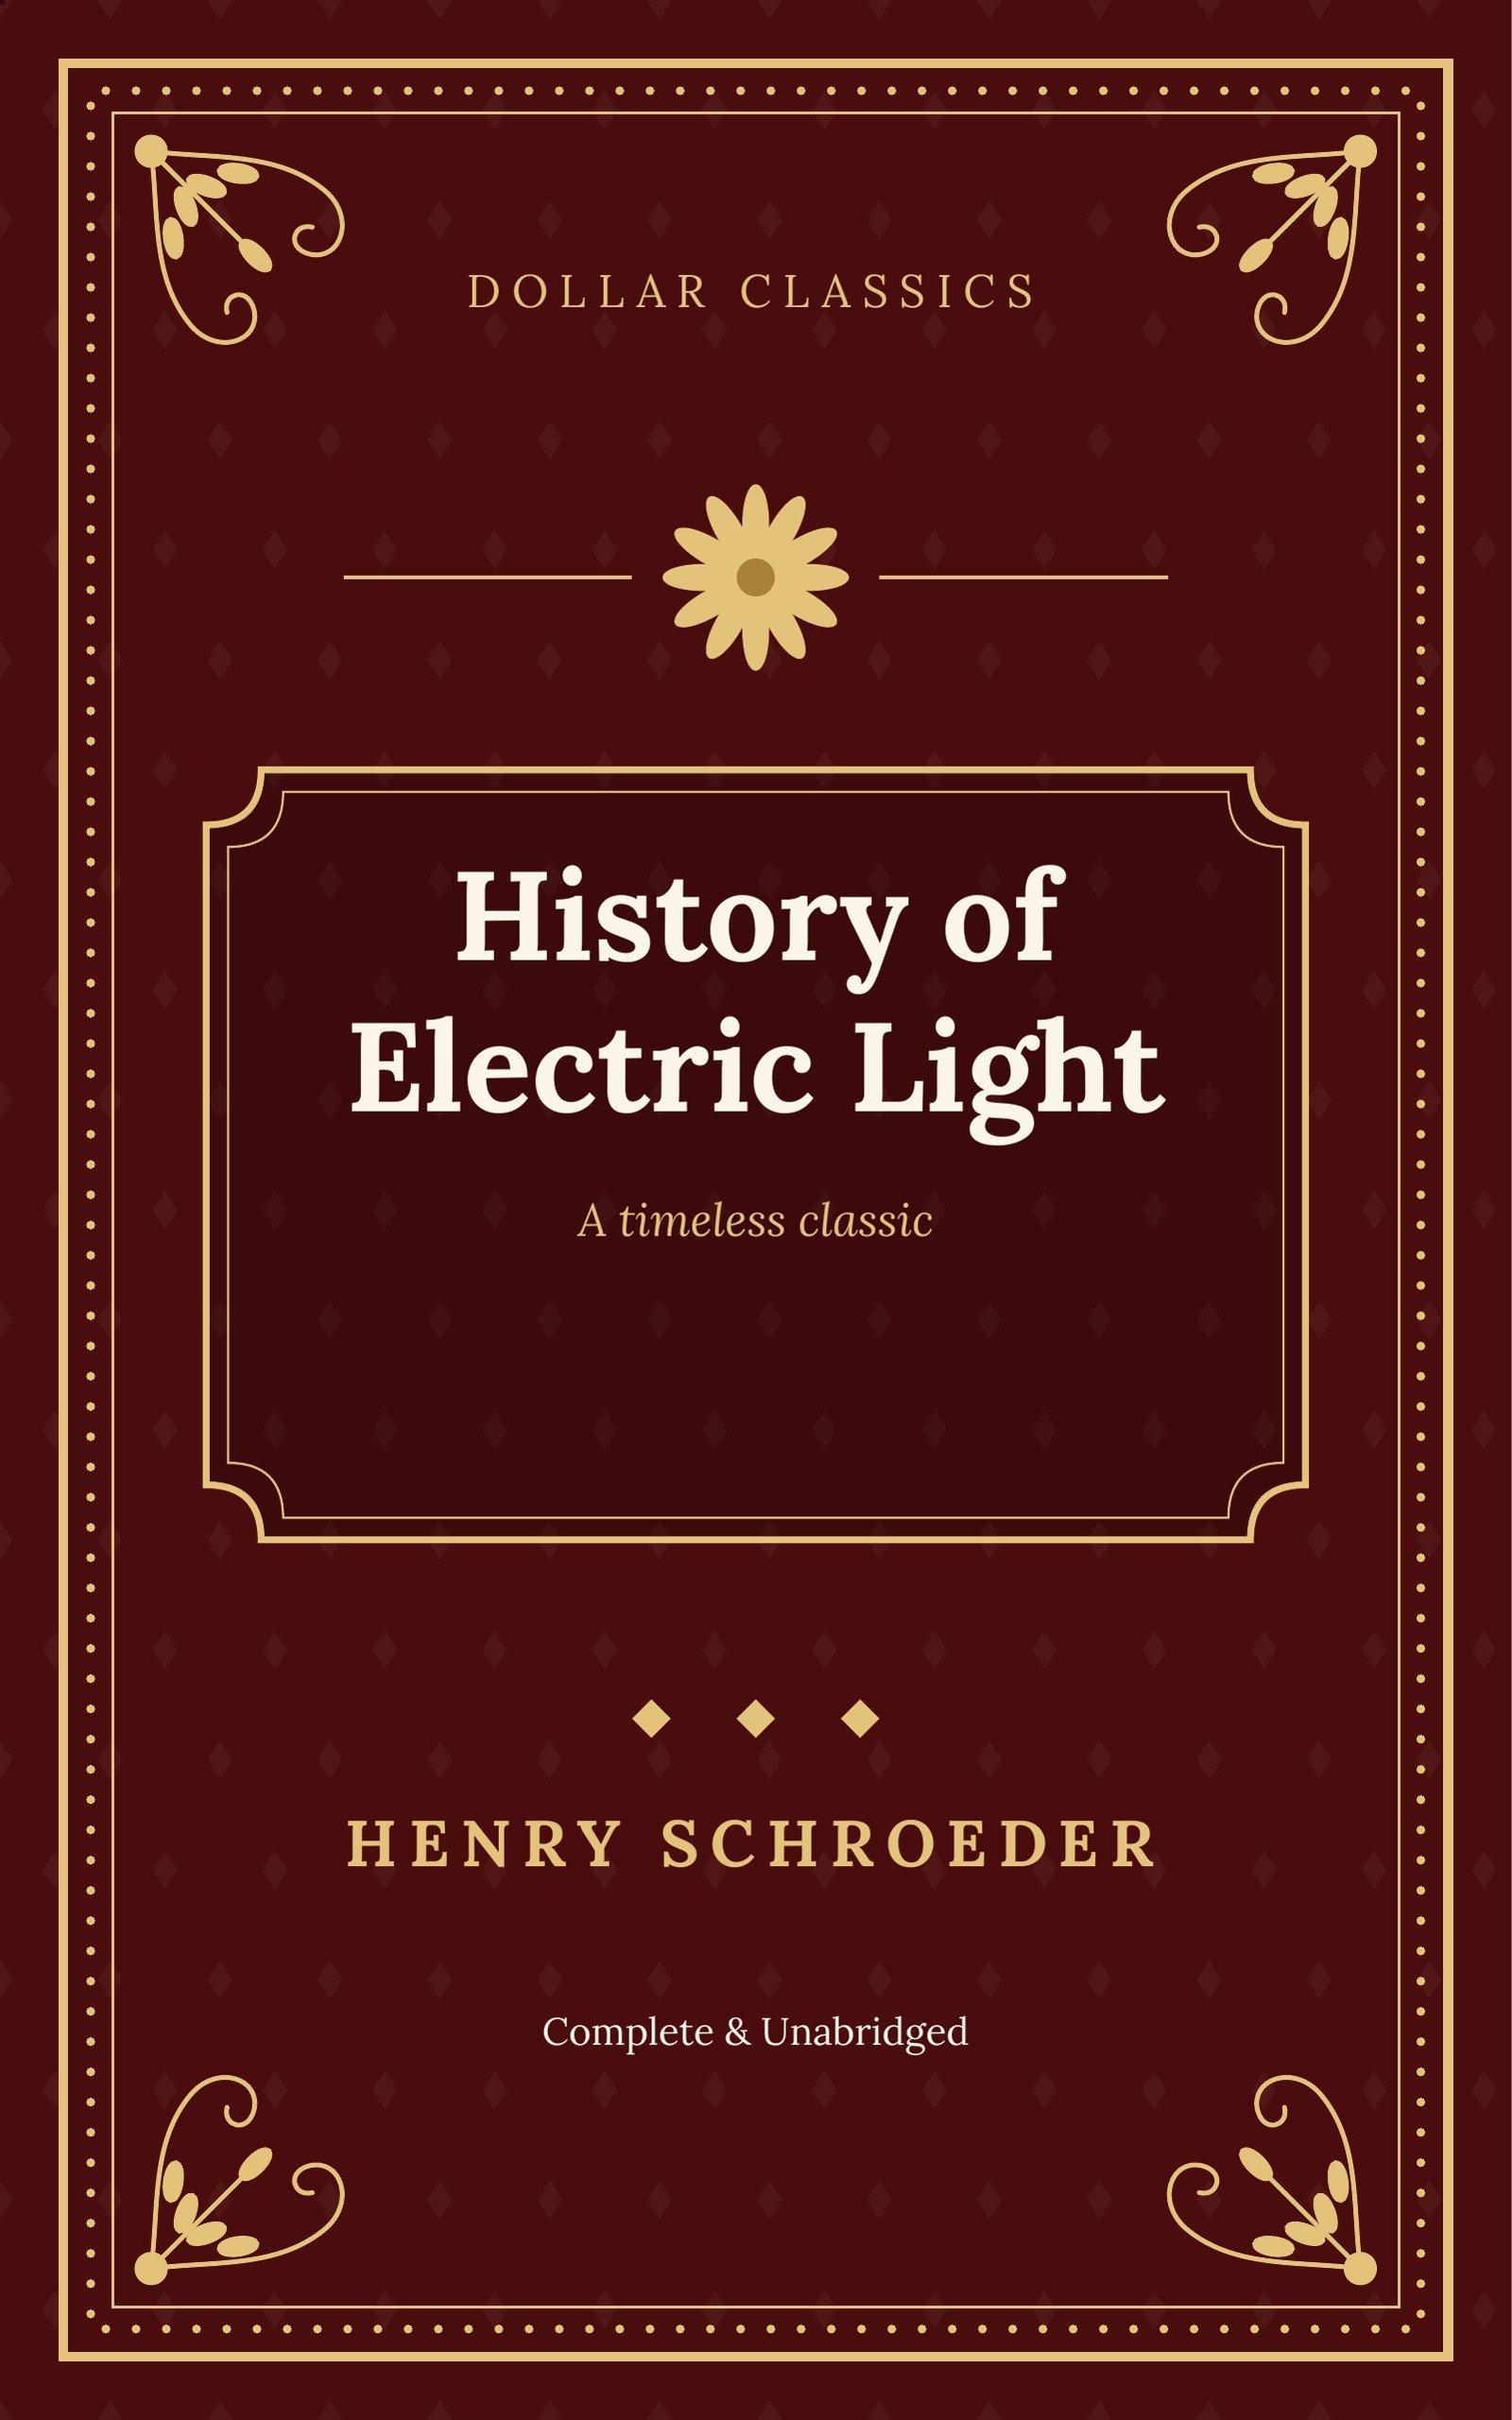 DOLLAR CLASSICS
History of
Electric Light
A timeless classic
HENRY SCHROEDER
Complete & Unabridged